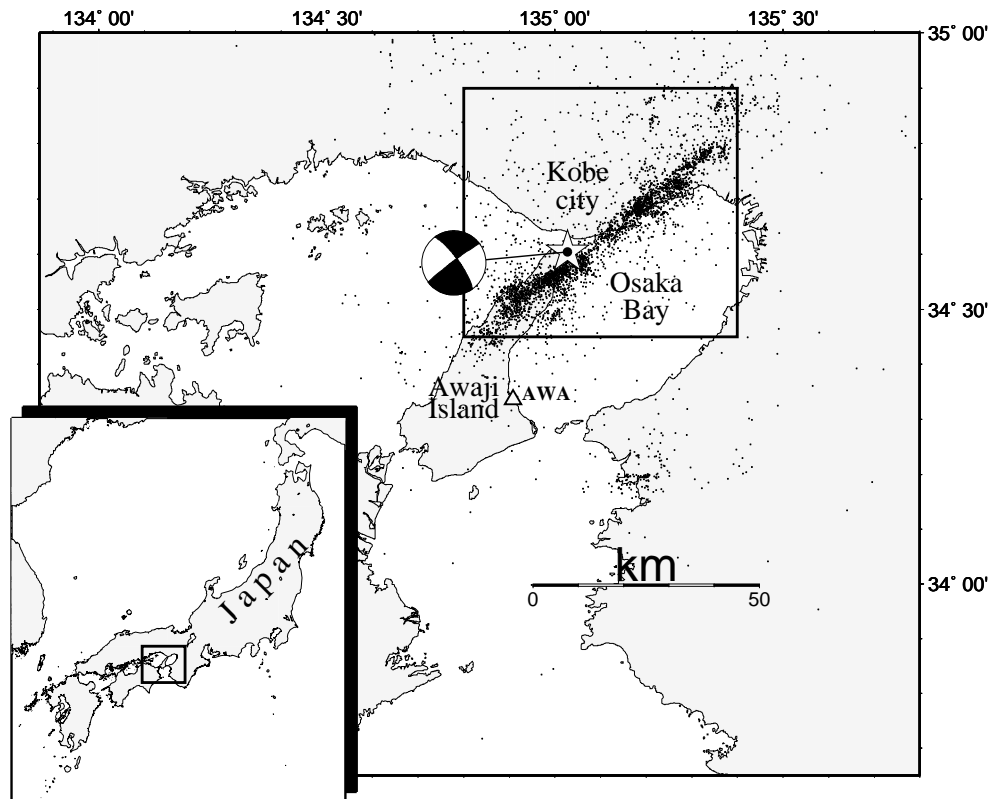 134˚ 00' 134˚ 30' 135˚ 00' 135˚ 30'
35˚ 00'
Kobe
city
Osaka
Bay
34˚ 30'
Awaji
Island
AWA
km
34˚ 00'
0 50
Japan